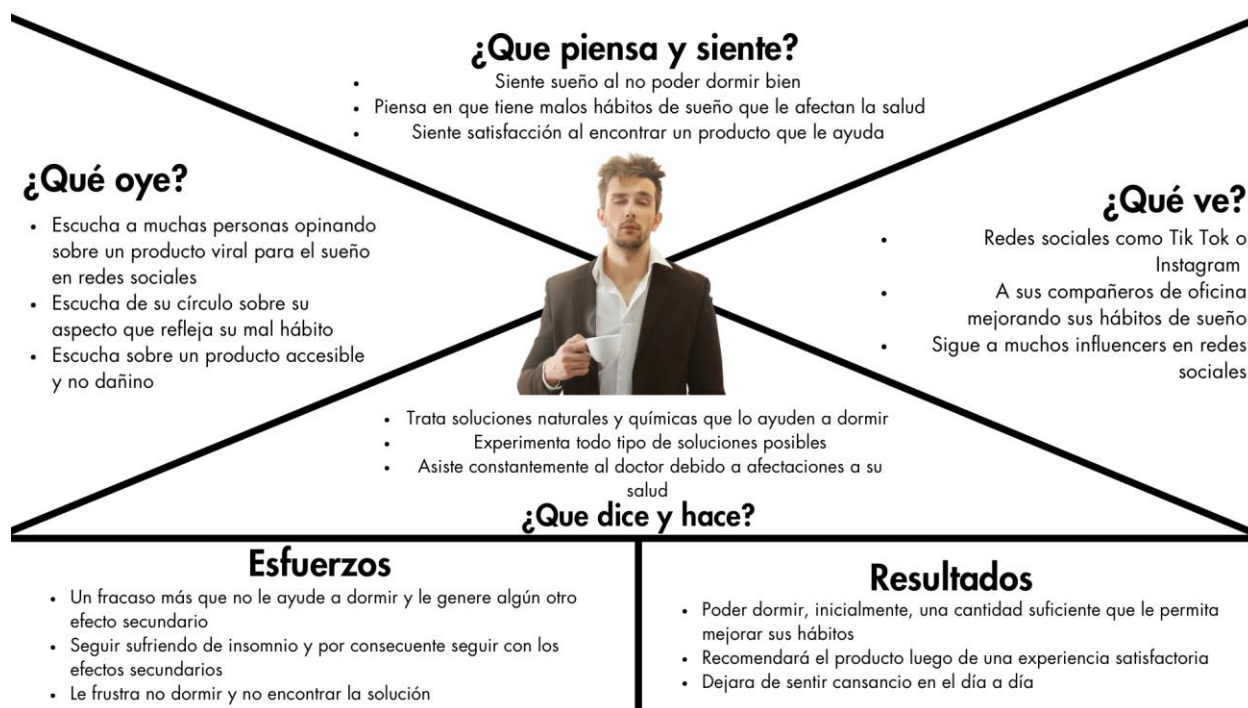 ¿Que piensa y siente?
• Siente sueño al no poder dormir bien
• Piensa en que tiene malos hábitos de sueño que le afectan la salud
• Siente satisfacción al encontrar un producto que le ayuda
¿Qué oye?
• Escucha a muchas personas opinando
sobre un producto viral para el sueño
en redes sociales
• Escucha de su círculo sobre su
aspecto que refleja su mal hábito
• Escucha sobre un producto accesible
y no dañino
¿Qué ve?
• Redes sociales como Tik Tok o
Instagram
• A sus compañeros de oficina
mejorando sus hábitos de sueño
• Sigue a muchos influencers en redes
sociales
• Trata soluciones naturales y químicas que lo ayuden a dormir
• Experimenta todo tipo de soluciones posibles
• Asiste constantemente al doctor debido a afectaciones a su
salud
¿Que dice y hace?
Esfuerzos
• Un fracaso más que no le ayude a dormir y le genere algún otro
efecto secundario
• Seguir sufriendo de insomnio y por consecuente seguir con los
efectos secundarios
• Le frustra no dormir y no encontrar la solución
Resultados
• Poder dormir, inicialmente, una cantidad suficiente que le permita
mejorar sus hábitos
• Recomendará el producto luego de una experiencia satisfactoria
• Dejara de sentir cansancio en el día a día